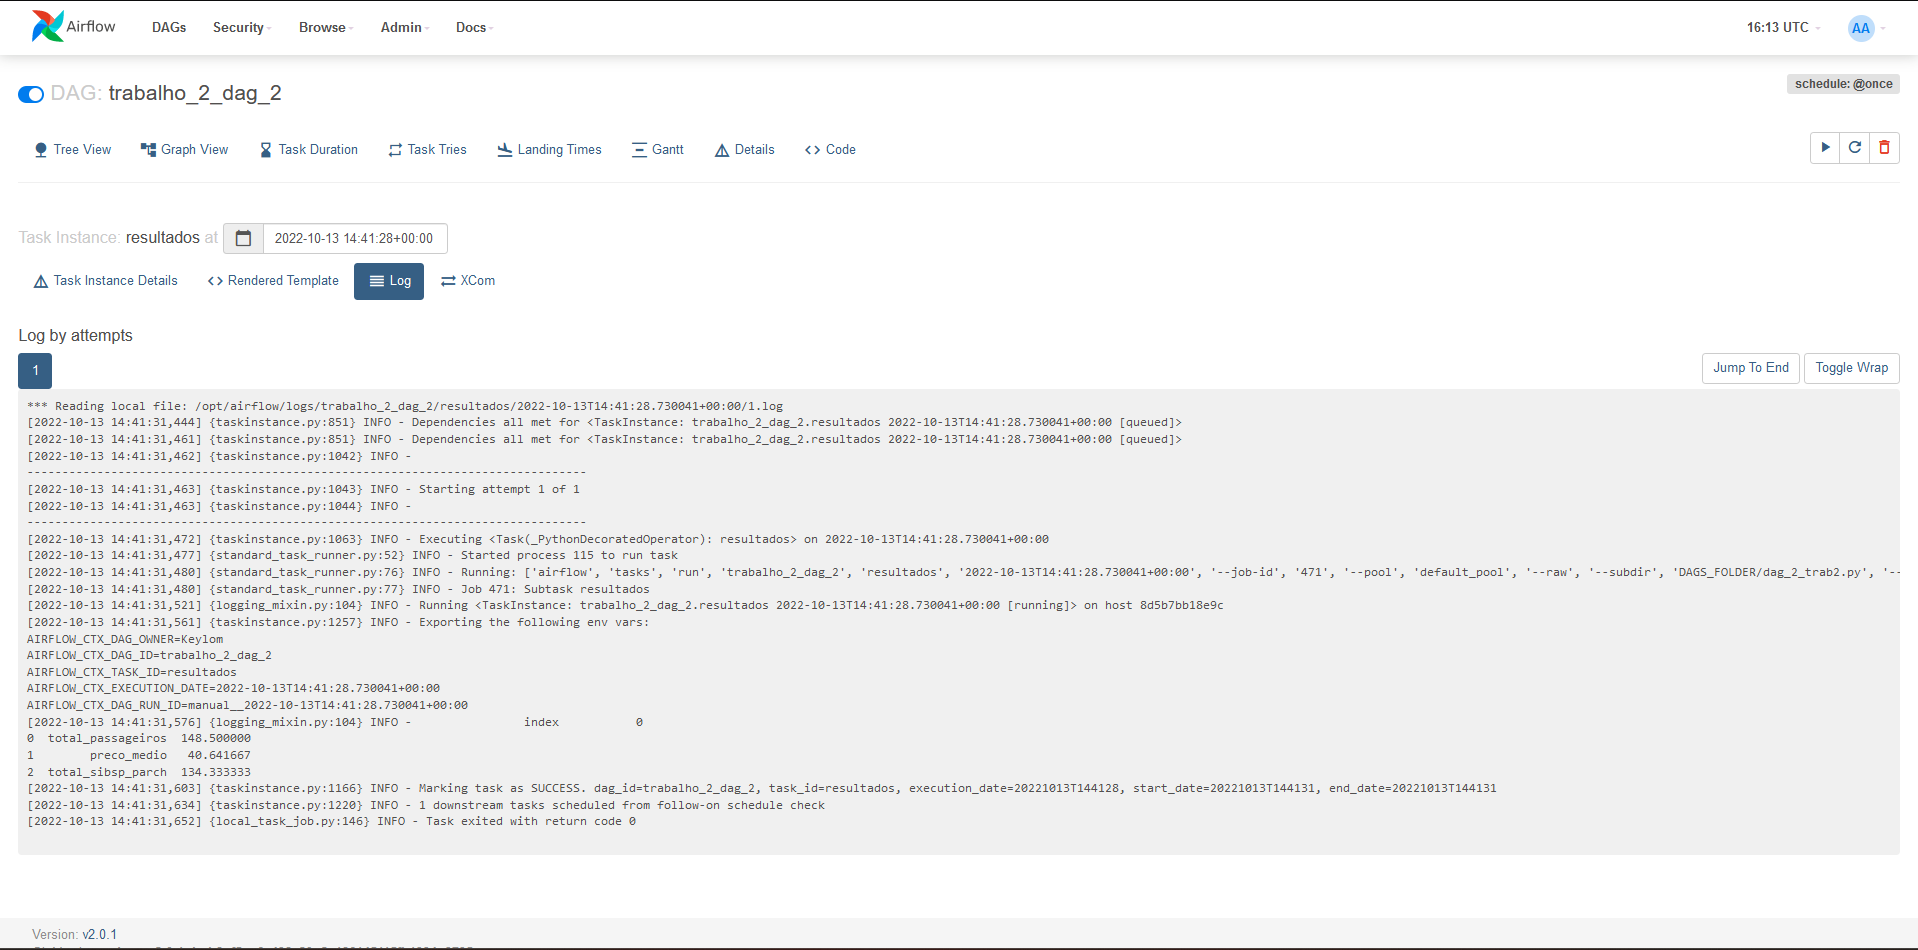 Airflow DAGs Security Browse Admin Docs 16:13 UTC AA
DAG: trabalho_2_dag_2 schedule: @once
Tree View Graph View Task Duration Task Tries Landing Times Gantt Details <> Code
Task Instance: resultados at 2022-10-13 14:41:28+00:00
Task Instance Details <> Rendered Template Log XCom
Log by attempts
1 Jump To End Toggle Wrap
*** Reading local file: /opt/airflow/logs/trabalho_2_dag_2/resultados/2022-10-13T14:41:28.730041+00:00/1.log
[2022-10-13 14:41:31,444] {taskinstance.py:851} INFO - Dependencies all met for <TaskInstance: trabalho_2_dag_2.resultados 2022-10-13T14:41:28.730041+00:00 [queued]>
[2022-10-13 14:41:31,461] {taskinstance.py:851} INFO - Dependencies all met for <TaskInstance: trabalho_2_dag_2.resultados 2022-10-13T14:41:28.730041+00:00 [queued]>
[2022-10-13 14:41:31,462] {taskinstance.py:1042} INFO -
--------------------------------------------------------------------------------
[2022-10-13 14:41:31,463] {taskinstance.py:1043} INFO - Starting attempt 1 of 1
[2022-10-13 14:41:31,463] {taskinstance.py:1044} INFO -
--------------------------------------------------------------------------------
[2022-10-13 14:41:31,472] {taskinstance.py:1063} INFO - Executing <Task(_PythonDecoratedOperator): resultados> on 2022-10-13T14:41:28.730041+00:00
[2022-10-13 14:41:31,477] {standard_task_runner.py:52} INFO - Started process 115 to run task
[2022-10-13 14:41:31,480] {standard_task_runner.py:76} INFO - Running: ['airflow', 'tasks', 'run', 'trabalho_2_dag_2', 'resultados', '2022-10-13T14:41:28.730041+00:00', '--job-id', '471', '--pool', 'default_pool', '--raw', '--subdir', 'DAGS_FOLDER/dag_2_trab2.py', '--
[2022-10-13 14:41:31,480] {standard_task_runner.py:77} INFO - Job 471: Subtask resultados
[2022-10-13 14:41:31,521] {logging_mixin.py:104} INFO - Running <TaskInstance: trabalho_2_dag_2.resultados 2022-10-13T14:41:28.730041+00:00 [running]> on host 8d5b7bb18e9c
[2022-10-13 14:41:31,561] {taskinstance.py:1257} INFO - Exporting the following env vars:
AIRFLOW_CTX_DAG_OWNER=Keylom
AIRFLOW_CTX_DAG_ID=trabalho_2_dag_2
AIRFLOW_CTX_TASK_ID=resultados
AIRFLOW_CTX_EXECUTION_DATE=2022-10-13T14:41:28.730041+00:00
AIRFLOW_CTX_DAG_RUN_ID=manual__2022-10-13T14:41:28.730041+00:00
[2022-10-13 14:41:31,576] {logging_mixin.py:104} INFO -                index           0
0  total_passageiros  148.500000
1        preco_medio   40.641667
2  total_sibsp_parch  134.333333
[2022-10-13 14:41:31,603] {taskinstance.py:1166} INFO - Marking task as SUCCESS. dag_id=trabalho_2_dag_2, task_id=resultados, execution_date=20221013T144128, start_date=20221013T144131, end_date=20221013T144131
[2022-10-13 14:41:31,634] {taskinstance.py:1220} INFO - 1 downstream tasks scheduled from follow-on schedule check
[2022-10-13 14:41:31,652] {local_task_job.py:146} INFO - Task exited with return code 0
Version: v2.0.1